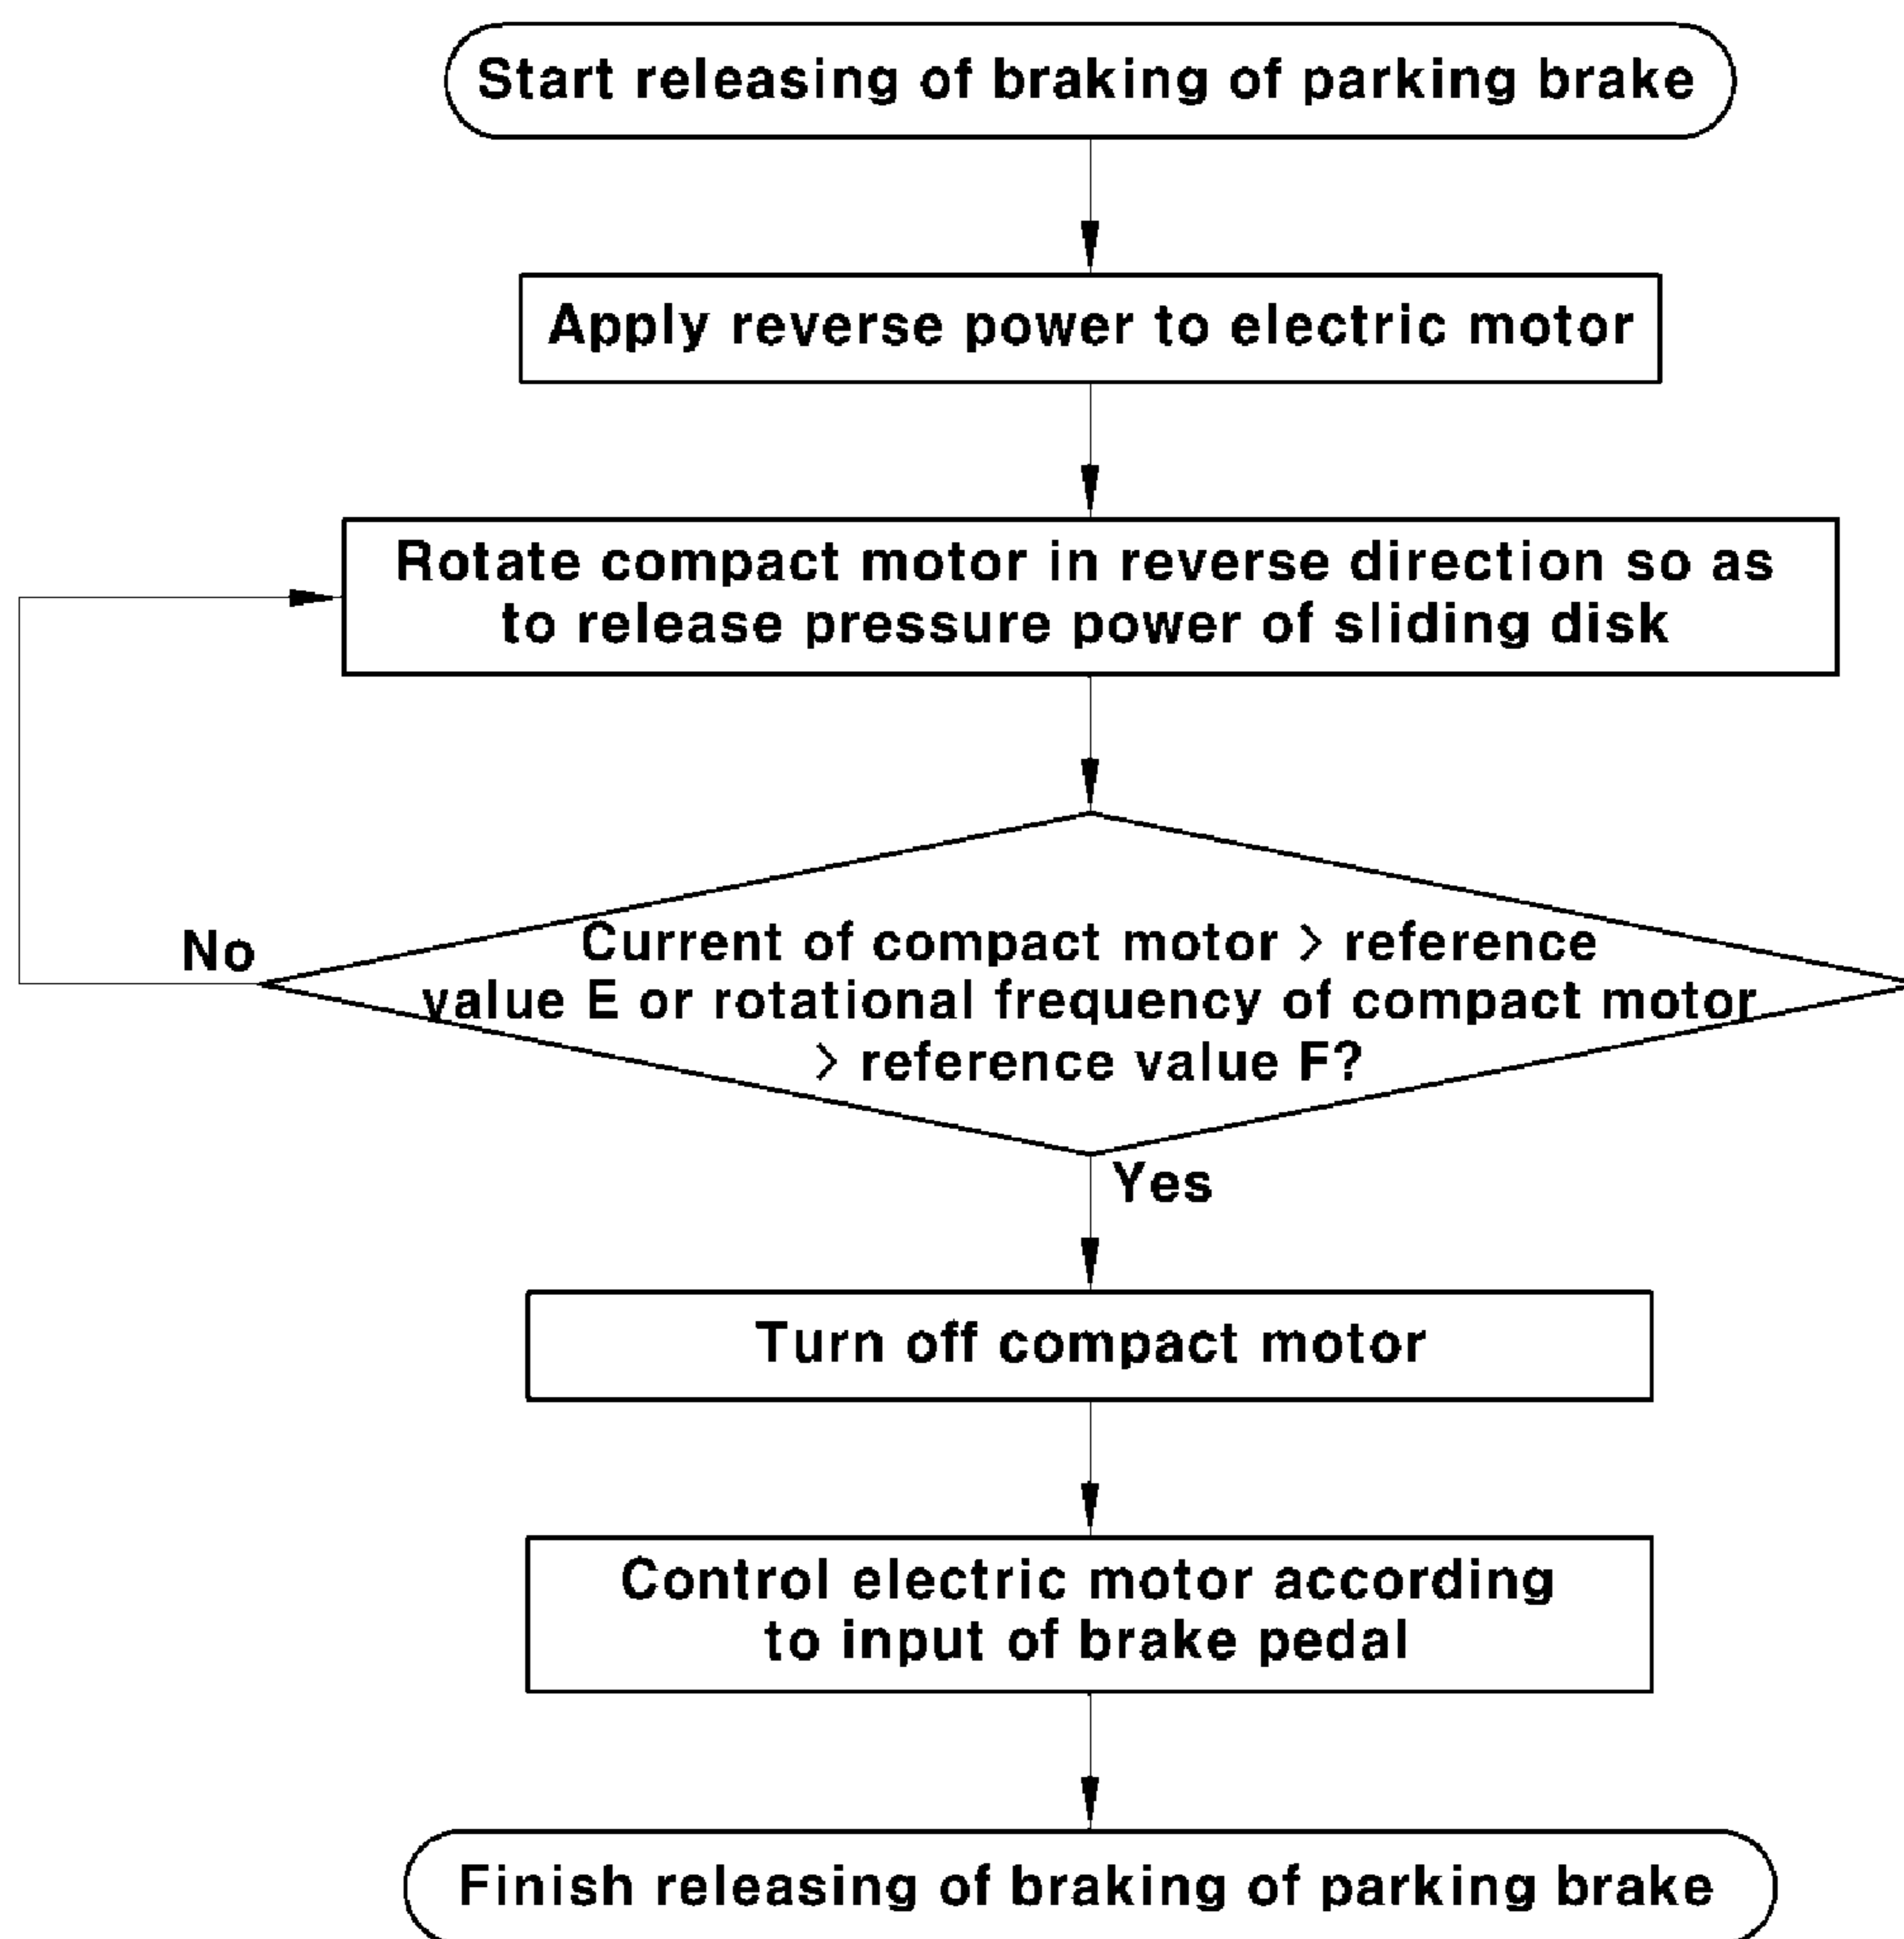 Start releasing of braking of parking brake
Apply reverse power to electric motor
Rotate compact motor in reverse direction so as
to release pressure power of sliding disk
No
Current of compact motor > reference
value E or rotational frequency of compact motor
> reference value F?
Yes
Turn off compact motor
Control electric motor according
to input of brake pedal
Finish releasing of braking of parking brake